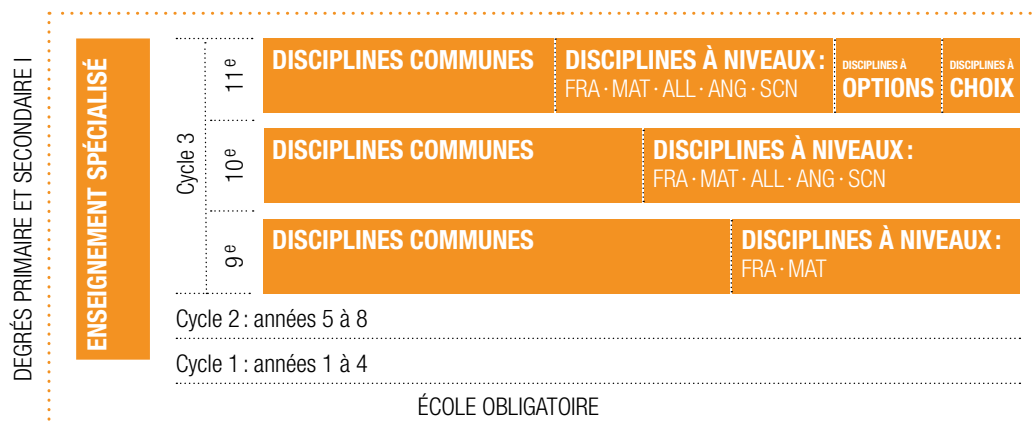 DEGRÉS PRIMAIRE ET SECONDAIRE I
ENSEIGNEMENT SPÉCIALISÉ
Cycle 3
11e
DISCIPLINES COMMUNES
DISCIPLINES À NIVEAUX :
FRA · MAT · ALL · ANG · SCN
DISCIPLINES À
OPTIONS
DISCIPLINES À
CHOIX
10e
DISCIPLINES COMMUNES
DISCIPLINES À NIVEAUX :
FRA · MAT · ALL · ANG · SCN
9e
DISCIPLINES COMMUNES
DISCIPLINES À NIVEAUX :
FRA · MAT
Cycle 2 : années 5 à 8
Cycle 1 : années 1 à 4
ÉCOLE OBLIGATOIRE